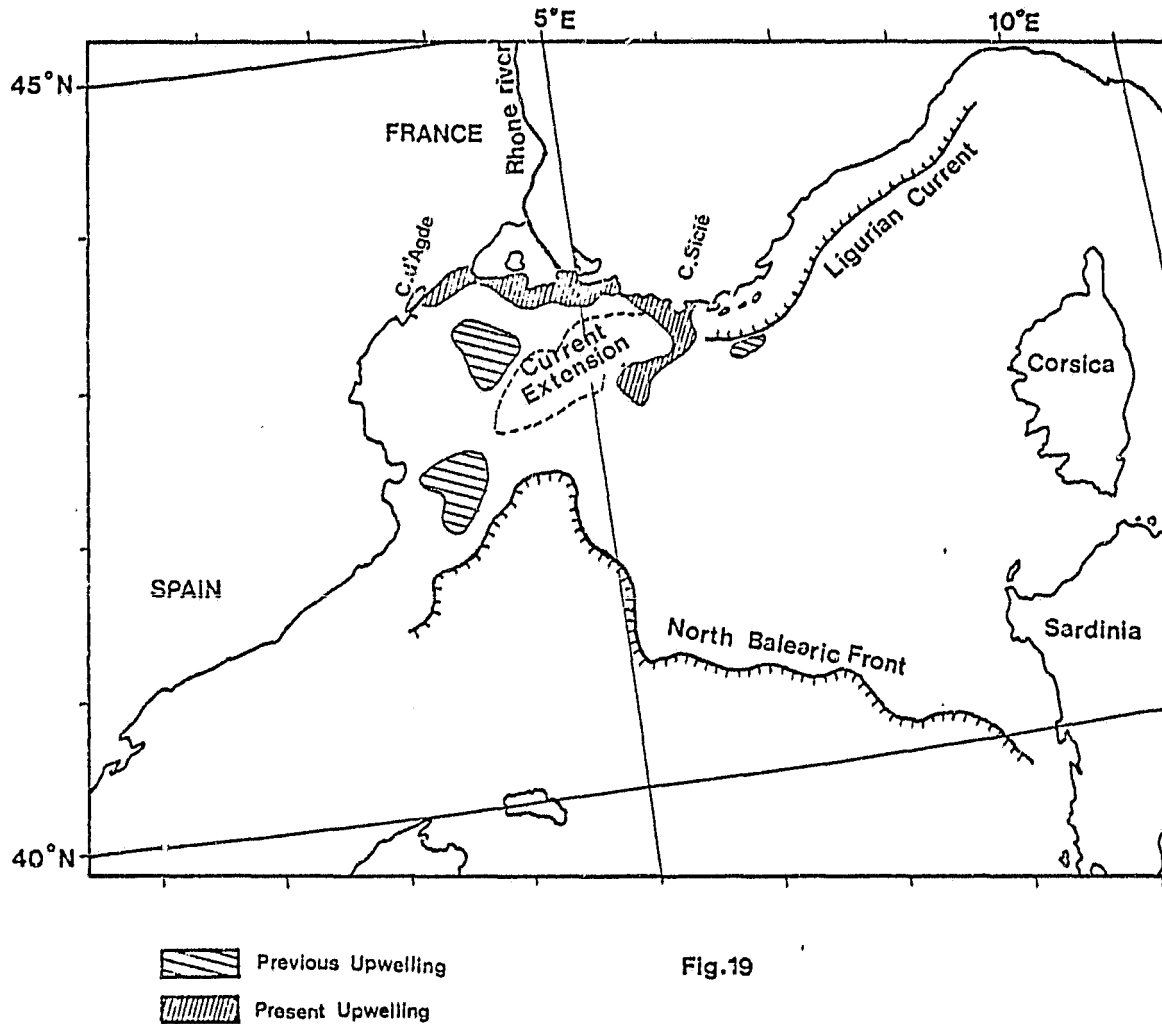 5°E
10°E
45°N
FRANCE
Rhone river
C.d'Agde
C.Sicié
Ligurian Current
Current
Extension
Corsica
SPAIN
North Balearic Front
Sardinia
40°N
Previous Upwelling
Fig.19
Present Upwelling